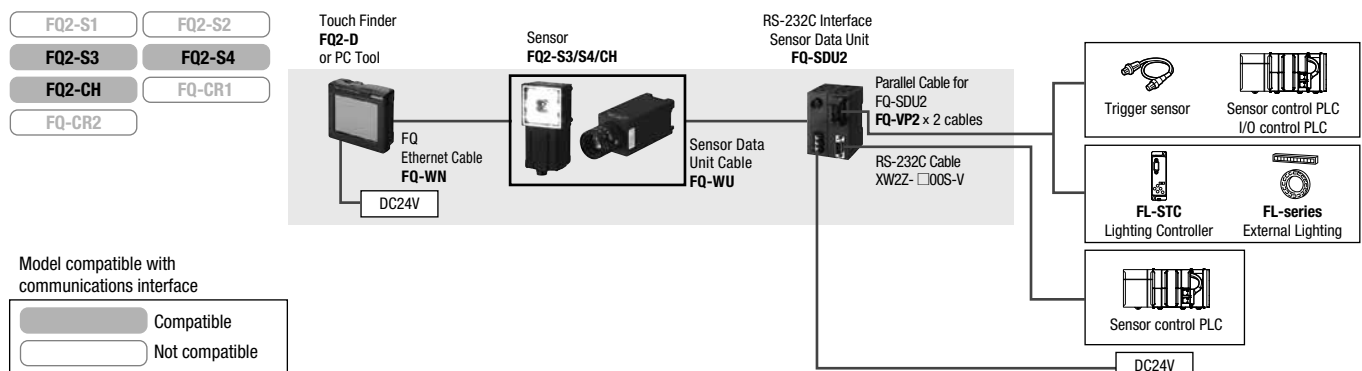 FQ2-S1
FQ2-S2
FQ2-S3
FQ2-S4
FQ2-CH
FQ-CR1
FQ-CR2
Touch Finder
FQ2-D
or PC Tool
Sensor
FQ2-S3/S4/CH
RS-232C Interface
Sensor Data Unit
FQ-SDU2
FQ
Ethernet Cable
FQ-WN
DC24V
Sensor Data
Unit Cable
FQ-WU
Parallel Cable for
FQ-SDU2
FQ-VP2 × 2 cables
RS-232C Cable
XW2Z- □00S-V
Trigger sensor
Sensor control PLC
I/O control PLC
FL-STC
Lighting Controller
FL-series
External Lighting
Sensor control PLC
DC24V
Model compatible with
communications interface
Compatible
Not compatible